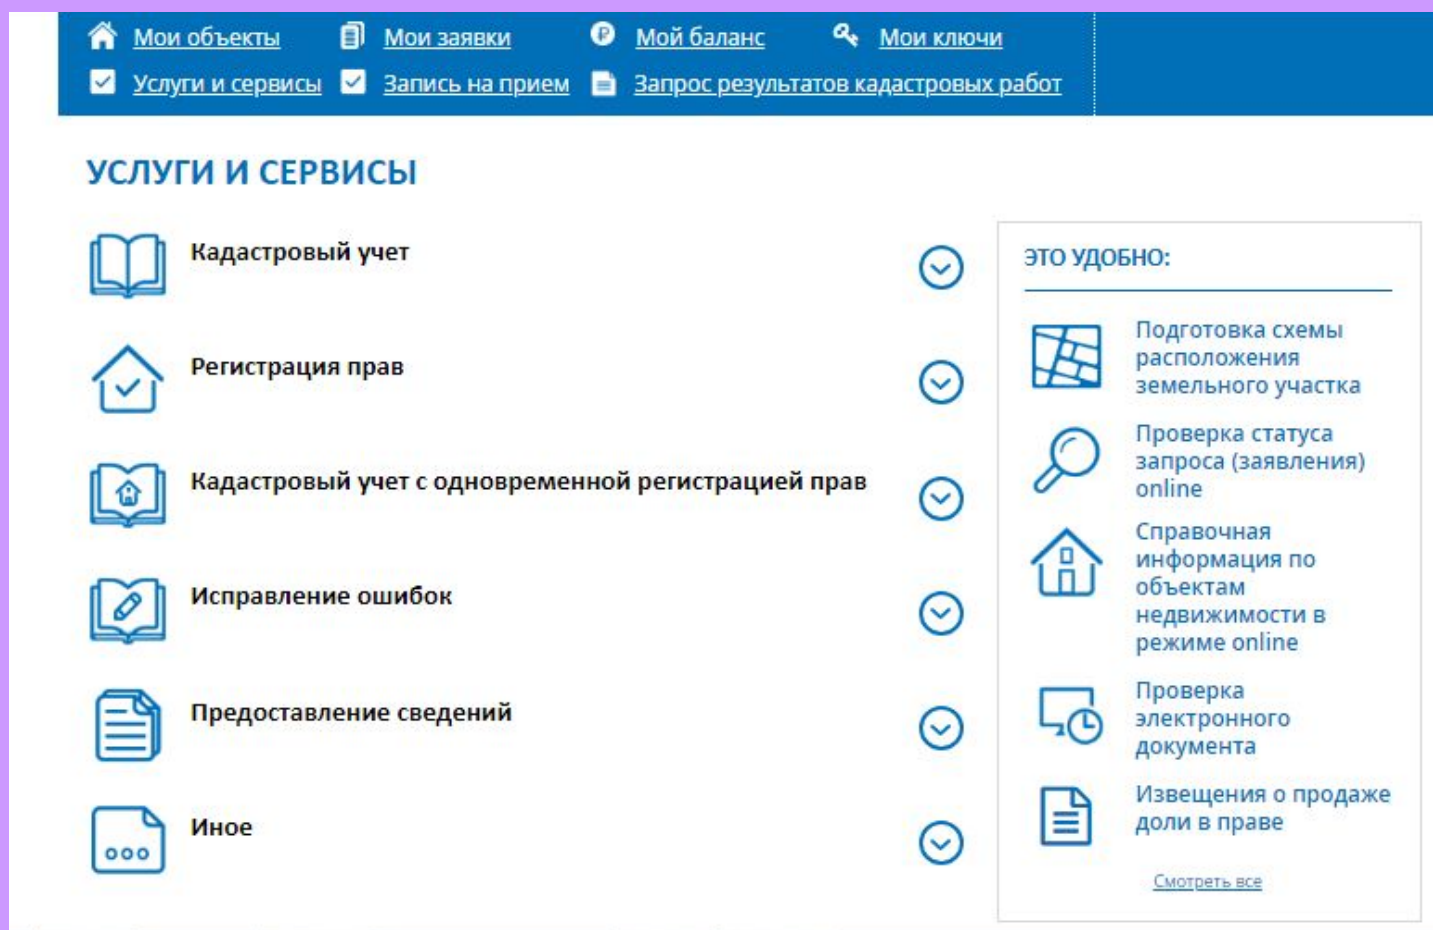 Мои объекты Мои заявки Мой баланс Мои ключи
Услуги и сервисы Запись на прием Запрос результатов кадастровых работ
УСЛУГИ И СЕРВИСЫ
Кадастровый учет
Регистрация прав
Кадастровый учет с одновременной регистрацией прав
Исправление ошибок
Предоставление сведений
Иное
ЭТО УДОБНО:
Подготовка схемы
расположения
земельного участка
Проверка статуса
запроса (заявления)
online
Справочная
информация по
объектам
недвижимости в
режиме online
Проверка
электронного
документа
Извещения о продаже
доли в праве
Смотреть все